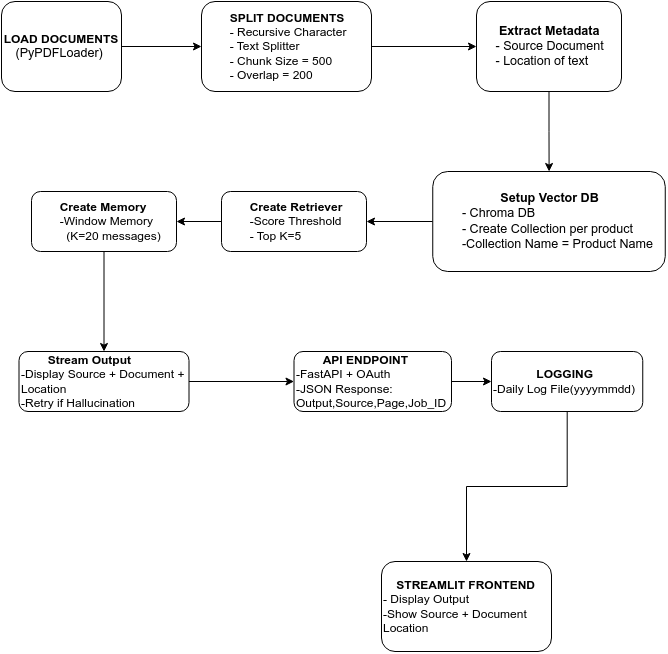 LOAD DOCUMENTS
(PyPDFLoader)
SPLIT DOCUMENTS
- Recursive Character
- Text Splitter
- Chunk Size = 500
- Overlap = 200
Extract Metadata
- Source Document
- Location of text
Setup Vector DB
- Chroma DB
- Create Collection per product
-Collection Name = Product Name
Create Retriever
-Score Threshold
- Top K=5
Create Memory
-Window Memory
(K=20 messages)
Stream Output
-Display Source + Document +
Location
-Retry if Hallucination
API ENDPOINT
-FastAPI + OAuth
-JSON Response:
Output,Source,Page,Job_ID
LOGGING
-Daily Log File(yyyymmdd)
STREAMLIT FRONTEND
- Display Output
-Show Source + Document
Location